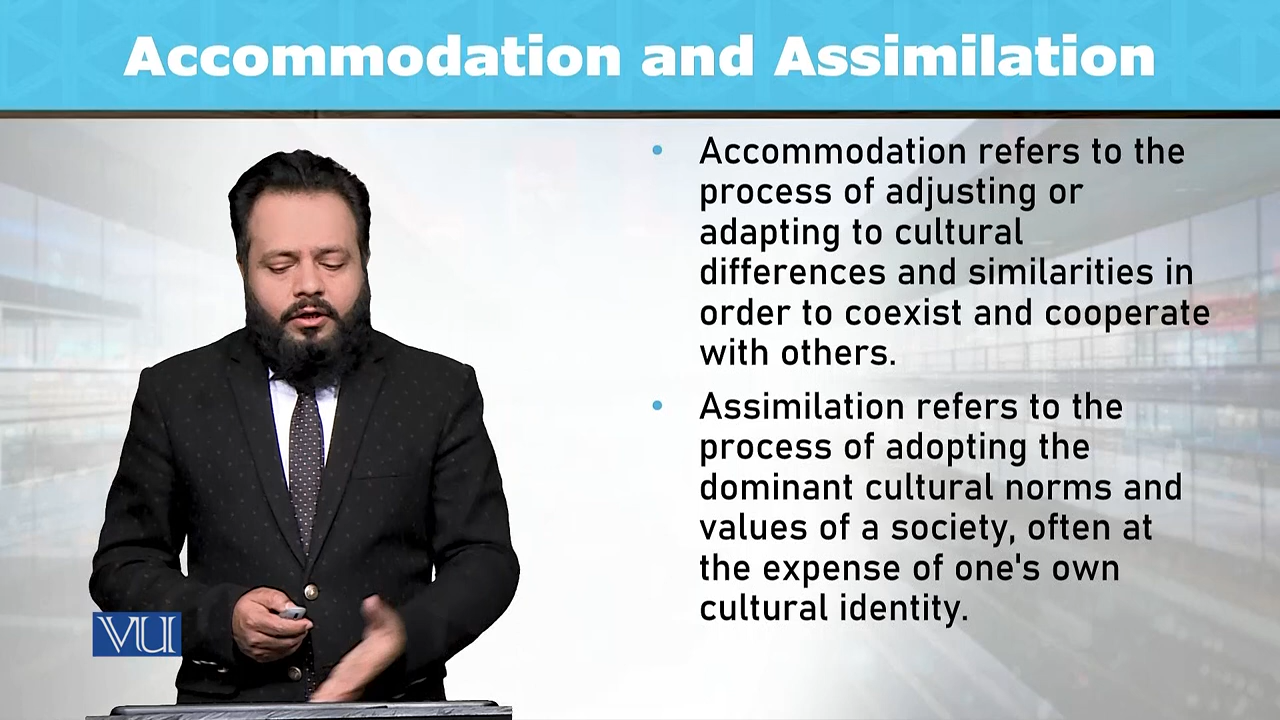 Accommodation and Assimilation
• Accommodation refers to the
process of adjusting or
adapting to cultural
differences and similarities in
order to coexist and cooperate
with others.
• Assimilation refers to the
process of adopting the
dominant cultural norms and
values of a society, often at
the expense of one's own
cultural identity.
VU